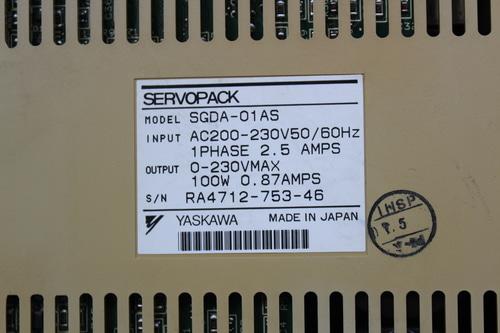 SERVOPACK
MODEL SGDA-01AS
INPUT AC200-230V50/60Hz
1PHASE 2.5 AMPS
OUTPUT 0-230VMAX
100W 0.87AMPS
S/N RA4712-753-46
YASKAWA MADE IN JAPAN
INSP